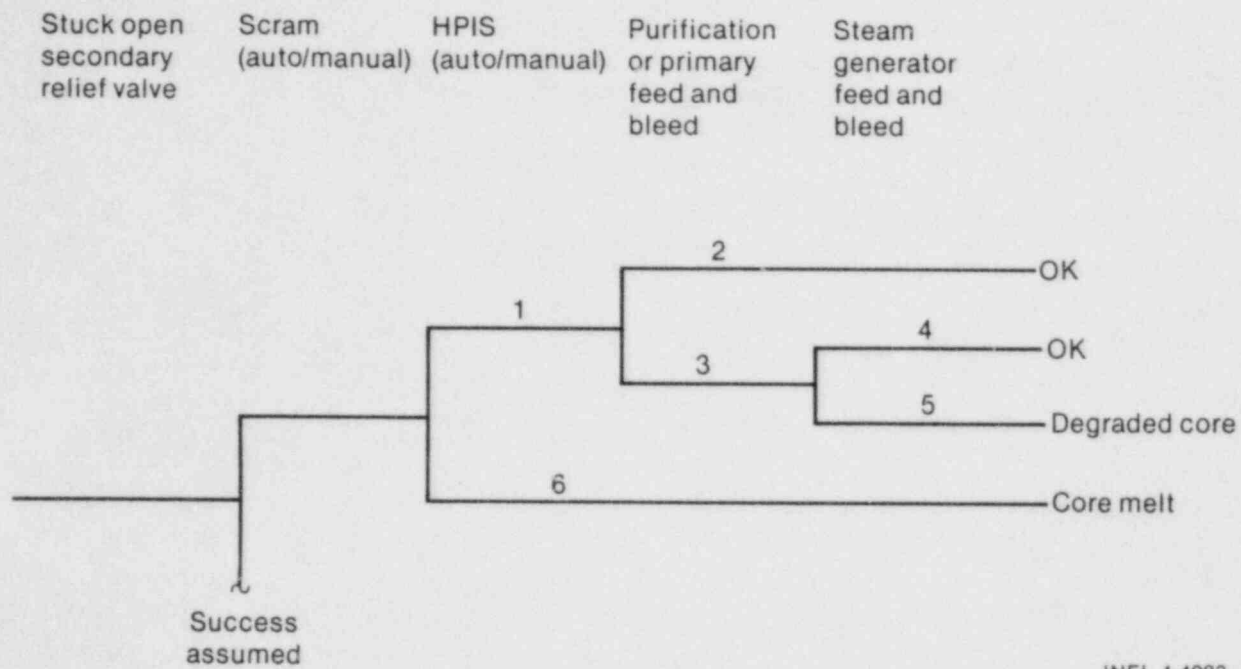 Stuck open
secondary
relief valve
Scram
(auto/manual)
HPIS
(auto/manual)
Purification
or primary
feed and
bleed
Steam
generator
feed and
bleed
2
OK
1
4
OK
3
5
Degraded core
6
Core melt
~
Success
assumed